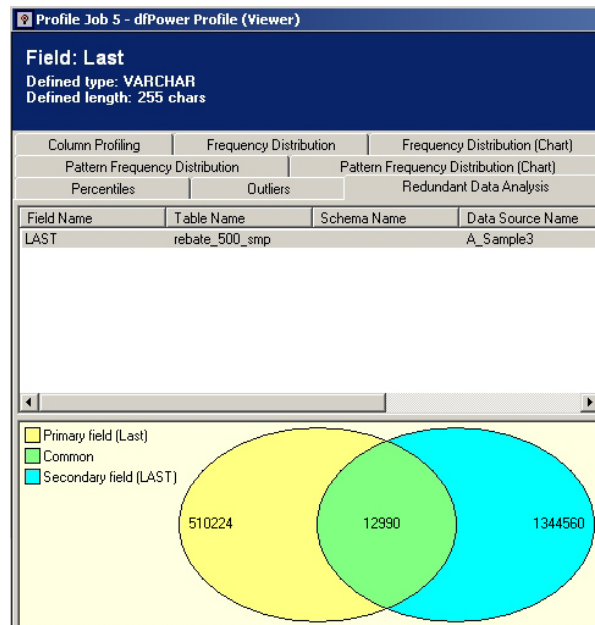 Profile Job 5 - dfPower Profile (Viewer)
Field: Last
Defined type: VARCHAR
Defined length: 255 chars
Column Profiling Frequency Distribution Frequency Distribution (Chart)
Pattern Frequency Distribution Pattern Frequency Distribution (Chart)
Percentiles Outliers Redundant Data Analysis
Field Name Table Name Schema Name Data Source Name
LAST rebate_500_smp A_Sample3
Primary field (Last)
Common
Secondary field (LAST)
510224 12990 1344560